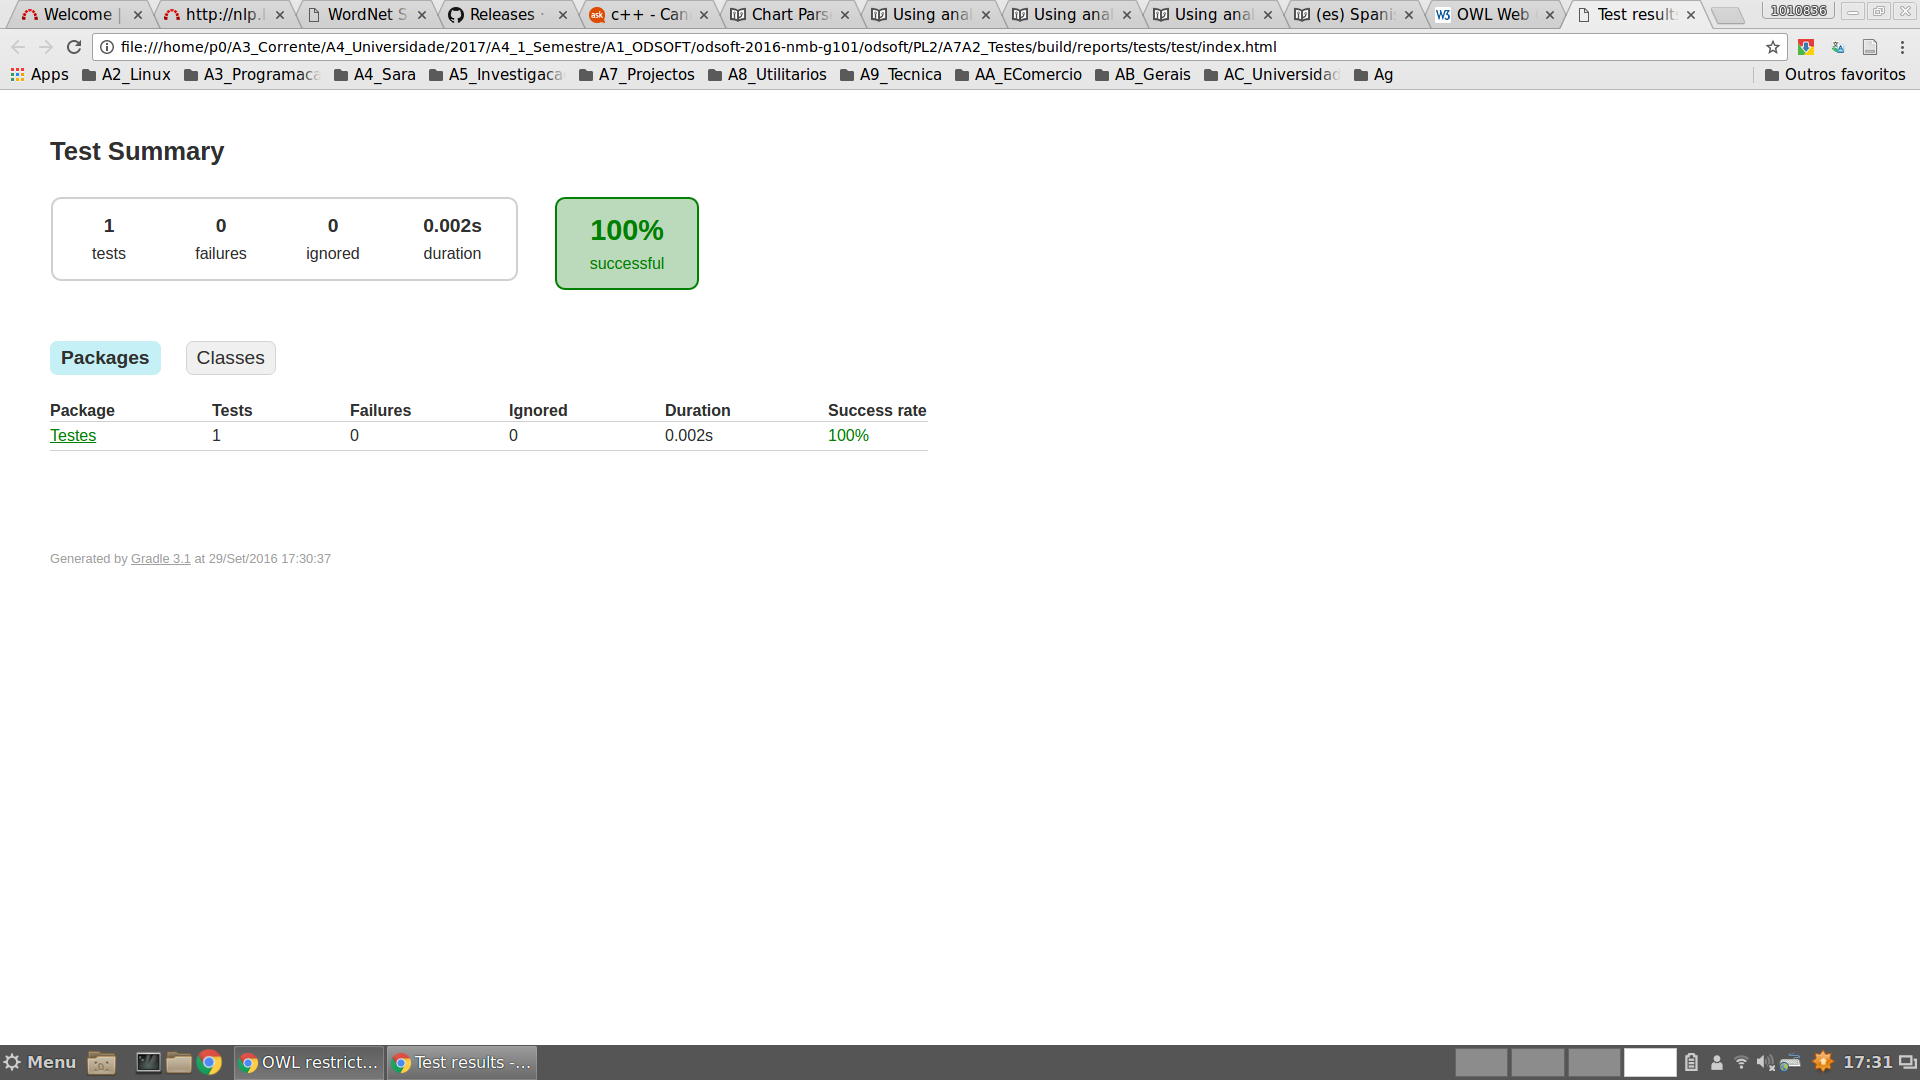 Welcome |
http://nlp.
WordNet S
Releases ·
c++ - Can
Chart Pars
Using anal
Using anal
Using anal
(es) Spani
OWL Web
Test result
1010836
file:///home/p0/A3_Corrente/A4_Universidade/2017/A4_1_Semestre/A1_ODSOFT/odsoft-2016-nmb-g101/odsoft/PL2/A7A2_Testes/build/reports/tests/test/index.html
Apps A2_Linux A3_Programaca A4_Sara A5_Investigaca A7_Projectos A8_Utilitarios A9_Tecnica AA_EComercio AB_Gerais AC_Universidad Ag Outros favoritos
Test Summary
1 0 0 0.002s
tests failures ignored duration
100%
successful
Packages Classes
Package Tests Failures Ignored Duration Success rate
Testes 1 0 0 0.002s 100%
Generated by Gradle 3.1 at 29/Set/2016 17:30:37
Menu OWL restrict... Test results -... 17:31